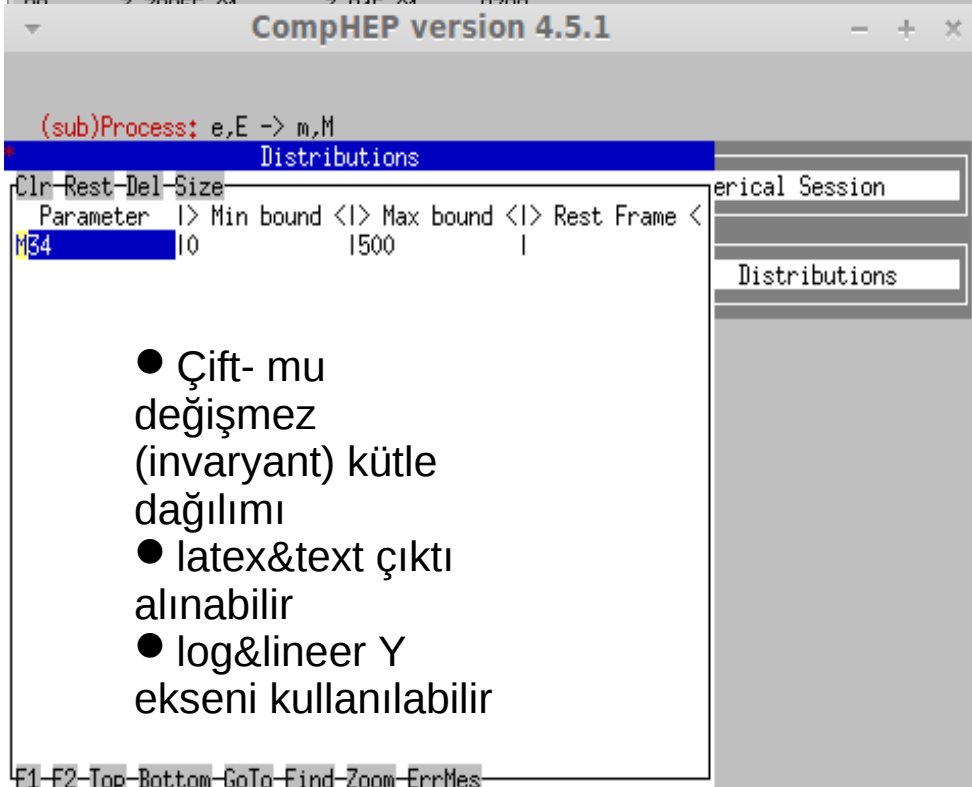 CompHEP version 4.5.1
(sub)Process: e,E -> m,M
* Distributions
Clr-Rest-Del-Size
erical Session
Parameter |> Min bound <|> Max bound <|> Rest Frame <
M34 |0 |500 |
Distributions
● Çift- mu
değişmez
(invaryant) kütle
dağılımı
● latex&text çıktı
alınabilir
● log&lineer Y
ekseni kullanılabilir
F1-F2-Top-Bottom-GoTo-Find-Zoom-ErrMes